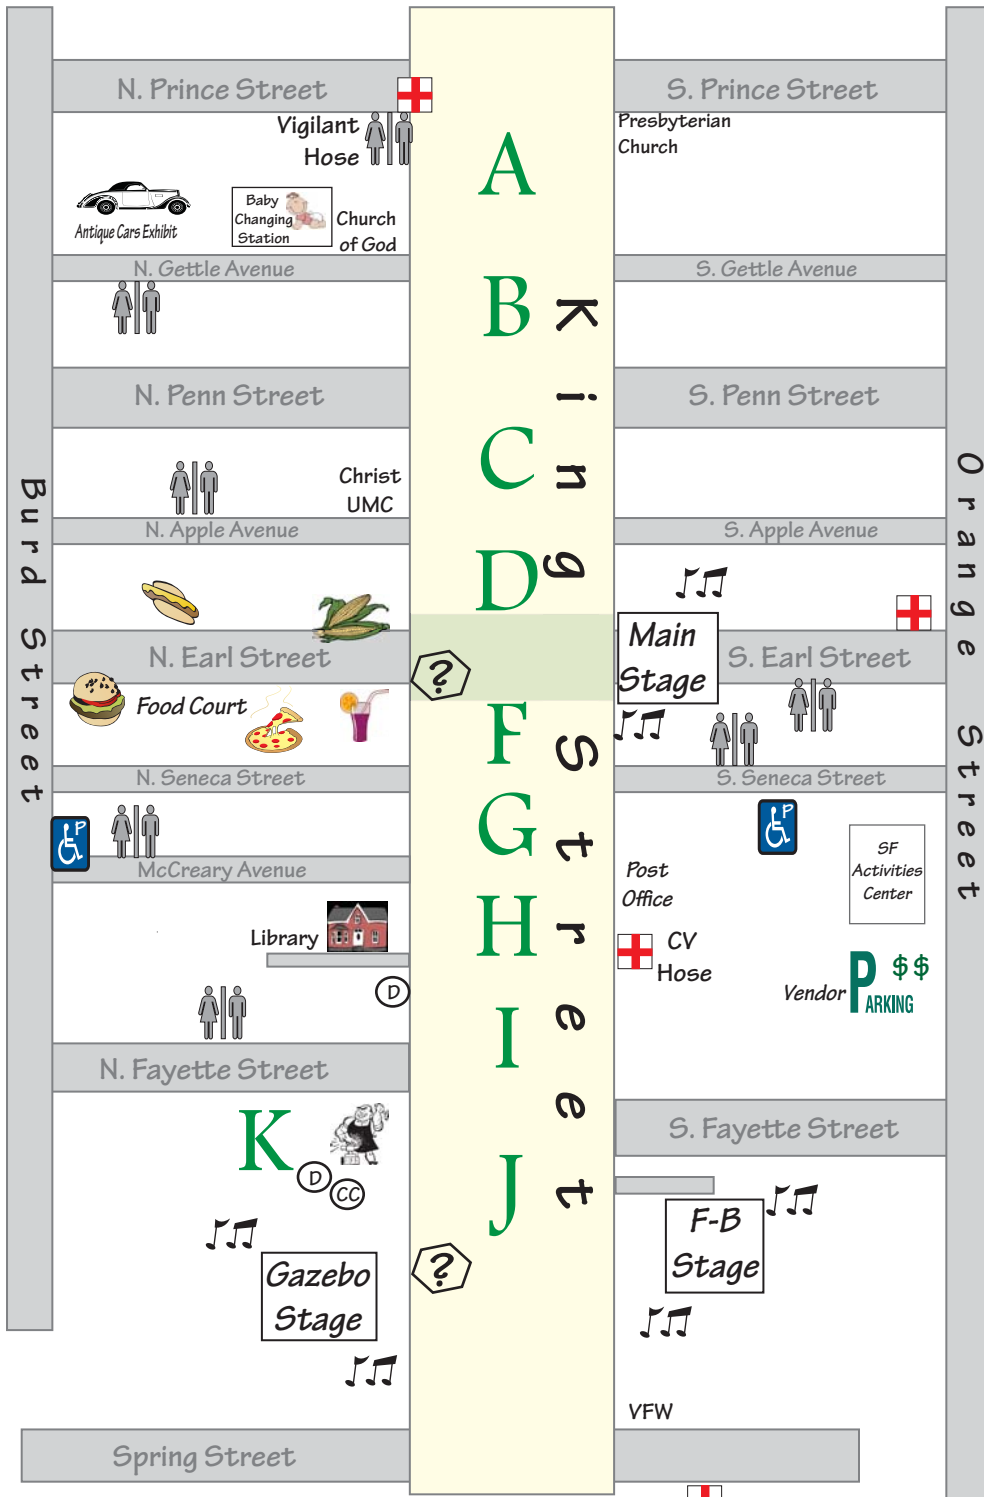 N. Prince Street
S. Prince Street
Vigilant
Hose
A
Presbyterian
Church
Antique Cars Exhibit
Baby
Changing
Station
Church
of God
N. Gettle Avenue
S. Gettle Avenue
B
King Street
N. Penn Street
S. Penn Street
C
Christ
UMC
Burd Street
Orange Street
N. Apple Avenue
S. Apple Avenue
D
Main
Stage
N. Earl Street
?
S. Earl Street
Food Court
F
N. Seneca Street
S. Seneca Street
G
P
P
McCreary Avenue
Post
Office
SF
Activities
Center
H
Library
CV
Hose
D
Vendor
PARKING
$$
I
N. Fayette Street
S. Fayette Street
K
D
CC
J
F-B
Stage
Gazebo
Stage
?
VFW
Spring Street